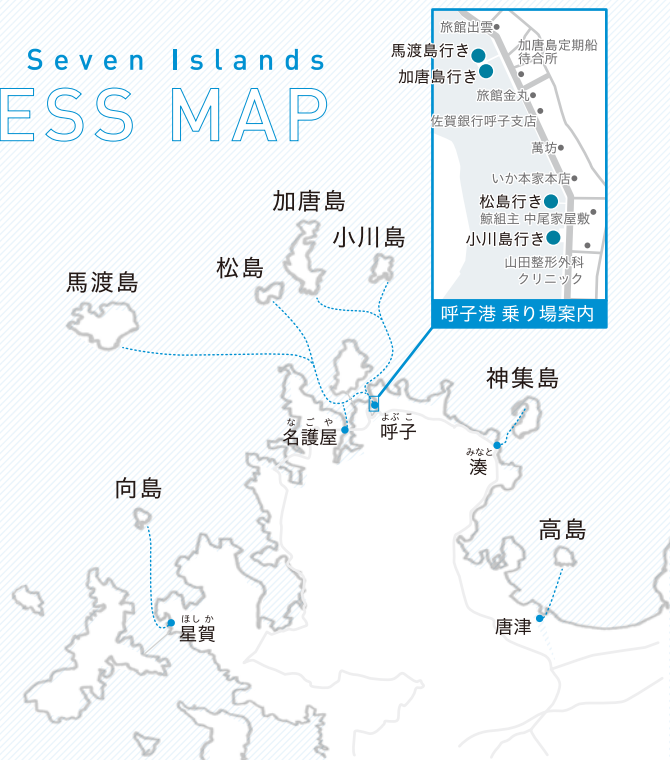 Seven Islands
ESS MAP
旅館出雲
馬渡島行き
加唐島定期船
待合所
加唐島行き
旅館金丸
佐賀銀行呼子支店
萬坊
いか本家本店
松島行き
鯨組主 中尾家屋敷
小川島行き
山田整形外科
クリニック
呼子港 乗り場案内
加唐島
小川島
松島
馬渡島
神集島
なごや
名護屋
よぶこ
呼子
みなと
湊
向島
高島
ほしか
星賀
唐津